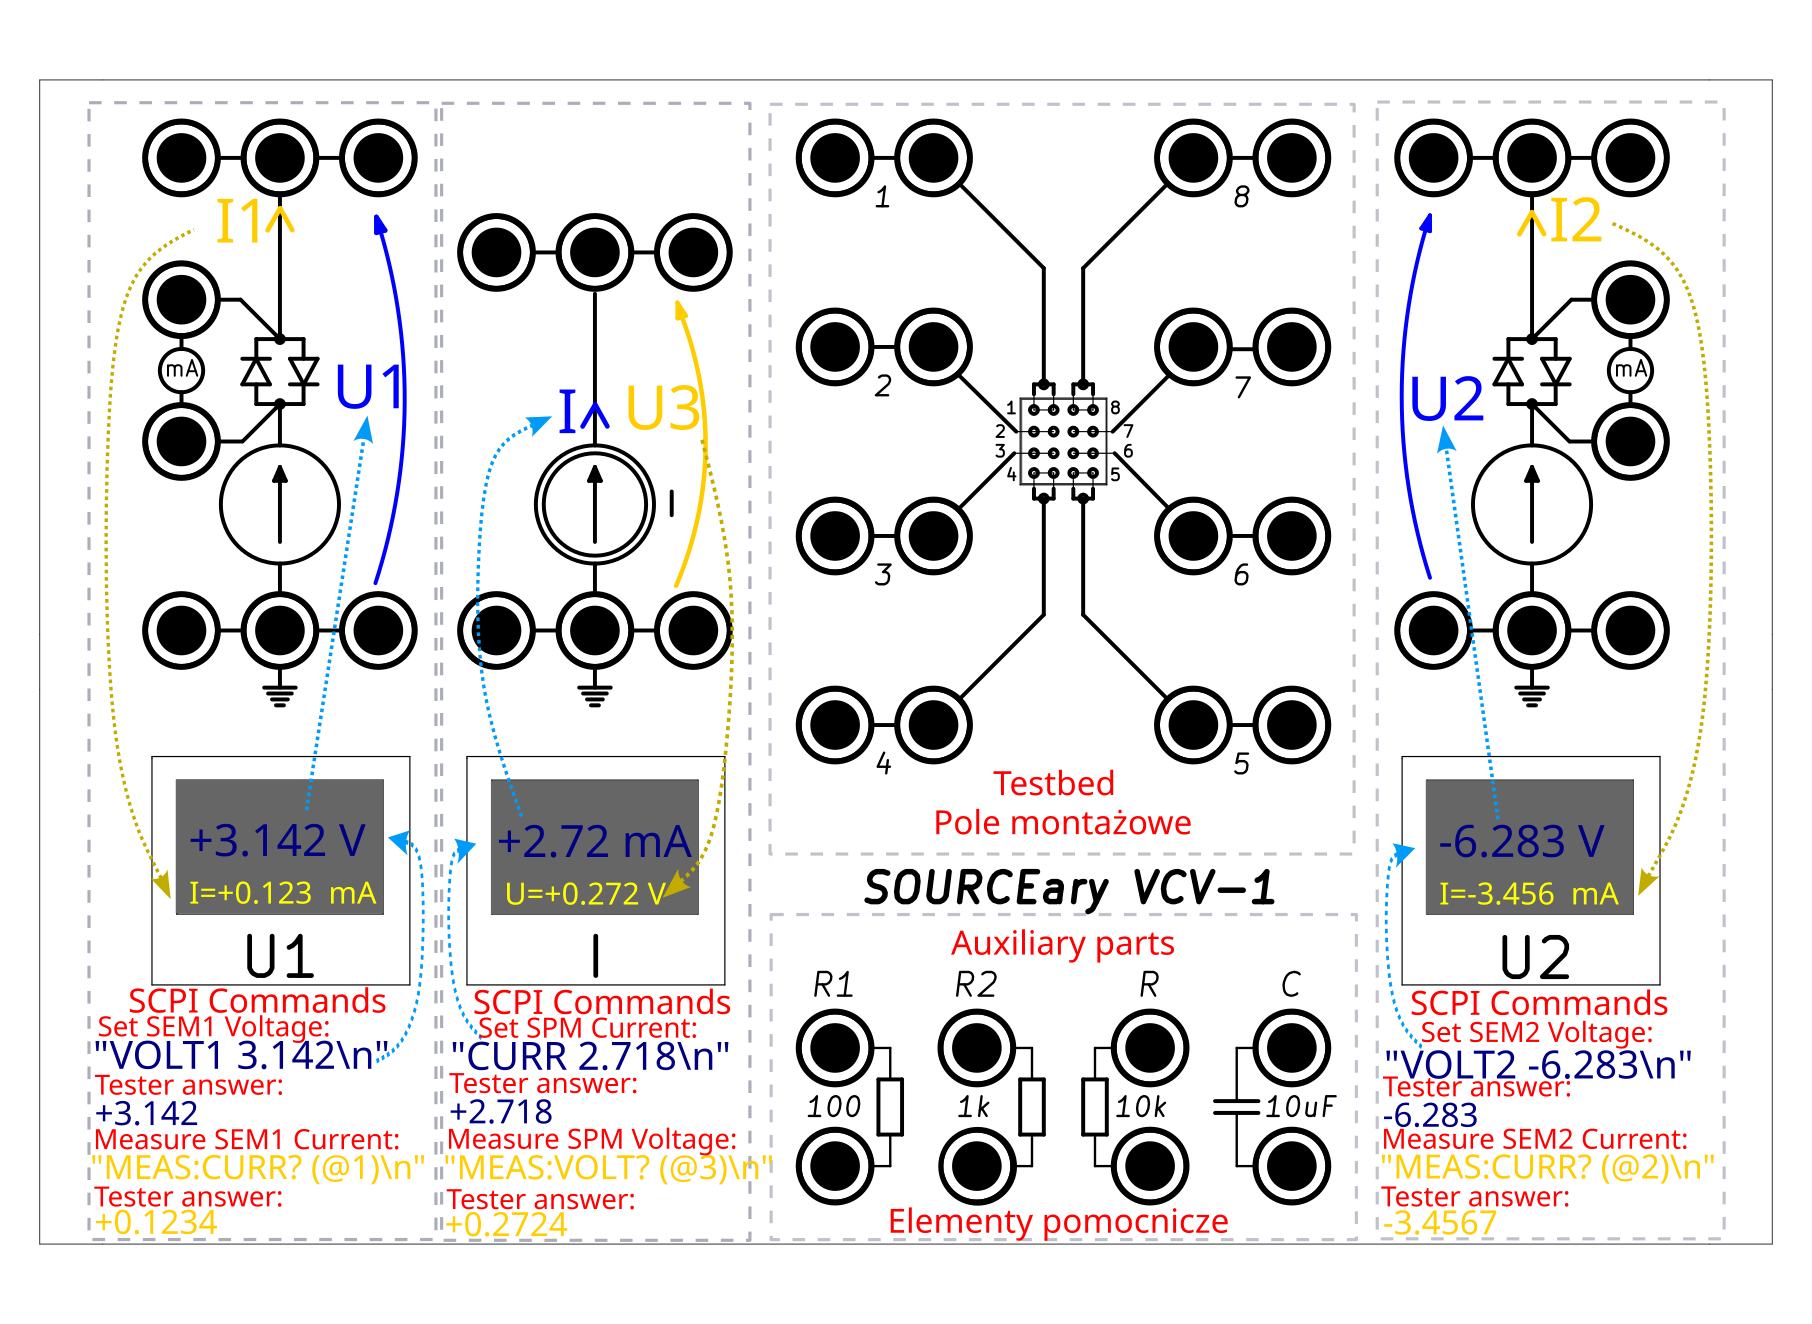 I1
mA
U1
+3.142 V
I=+0.123 mA
U1
SCPI Commands
Set SEM1 Voltage:
"VOLT1 3.142\n"
Tester answer:
+3.142
Measure SEM1 Current:
"MEAS:CURR? (@1)\n"
Tester answer:
+0.1234
I
U3
I
+2.72 mA
U=+0.272 V
I
SCPI Commands
Set SPM Current:
"CURR 2.718\n"
Tester answer:
+2.718
Measure SPM Voltage:
"MEAS:VOLT? (@3)\n"
Tester answer:
+0.2724
1 8
2 7
1 8
2 7
3 6
4 5
3 6
4 5
Testbed
Pole montażowe
SOURCEary VCV-1
Auxiliary parts
R1 R2 R C
100 1k 10k 10uF
Elementy pomocnicze
I2
mA
U2
-6.283 V
I=-3.456 mA
U2
SCPI Commands
Set SEM2 Voltage:
"VOLT2 -6.283\n"
Tester answer:
-6.283
Measure SEM2 Current:
"MEAS:CURR? (@2)\n"
Tester answer:
-3.4567